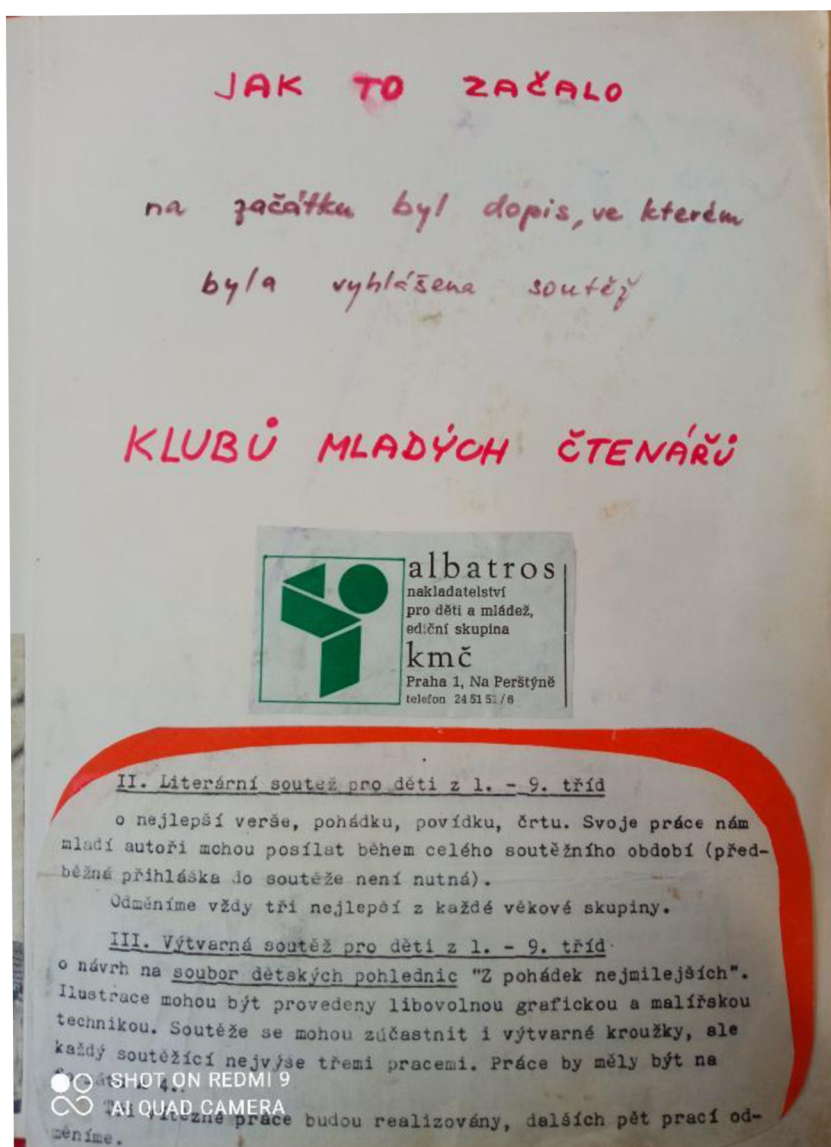 JAK TO ZAČALO
na začátku byl dopis, ve kterém
byla vyhlášena soutěž
KLUBŮ MLADÝCH ČTENÁŘŮ
albatros
nakladatelství
pro děti a mládež,
ediční skupina
kmč
Praha 1, Na Perštýně
telefon 24 51 51/6
II. Literární soutež pro děti z 1. - 9. tříd
o nejlepší verše, pohádku, povídku, črtu. Svoje práce nám
mladí autoři mohou posílat během celého soutěžního období (před-
běžná přihláška do soutěže není nutná).
Odměníme vždy tři nejlepší z každé věkové skupiny.
III. Výtvarná soutěž pro děti z 1. - 9. tříd
o návrh na soubor dětských pohlednic "Z pohádek nejmilejších".
Ilustrace mohou být provedeny libovolnou grafickou a malířskou
technikou. Soutěže se mohou zúčastnit i výtvarné kroužky, ale
každý soutěžící nejvýše třemi pracemi. Práce by měly být na
4.
SHOT ON REDMI 9
AI QUAD CAMERA
práce budou realizovány, dalších pět prací od-
měníme.